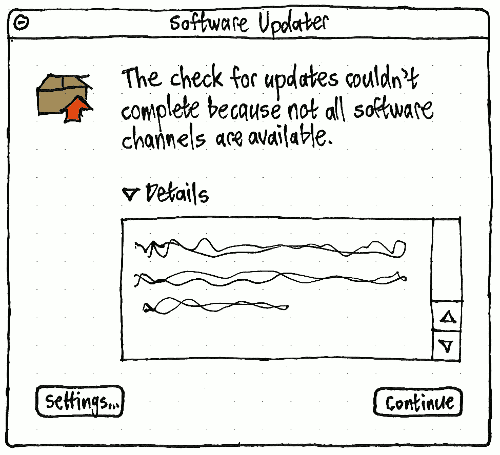 Software Updater
The check for updates couldn't
complete because not all software
channels are available.
Details
Settings...
Continue